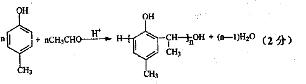 OH
OH
n + nCH₃CHO H⁺ → H [ CH ]ₙ OH + (n−1)H₂O (2分)
CH₃
CH₃
CH₃